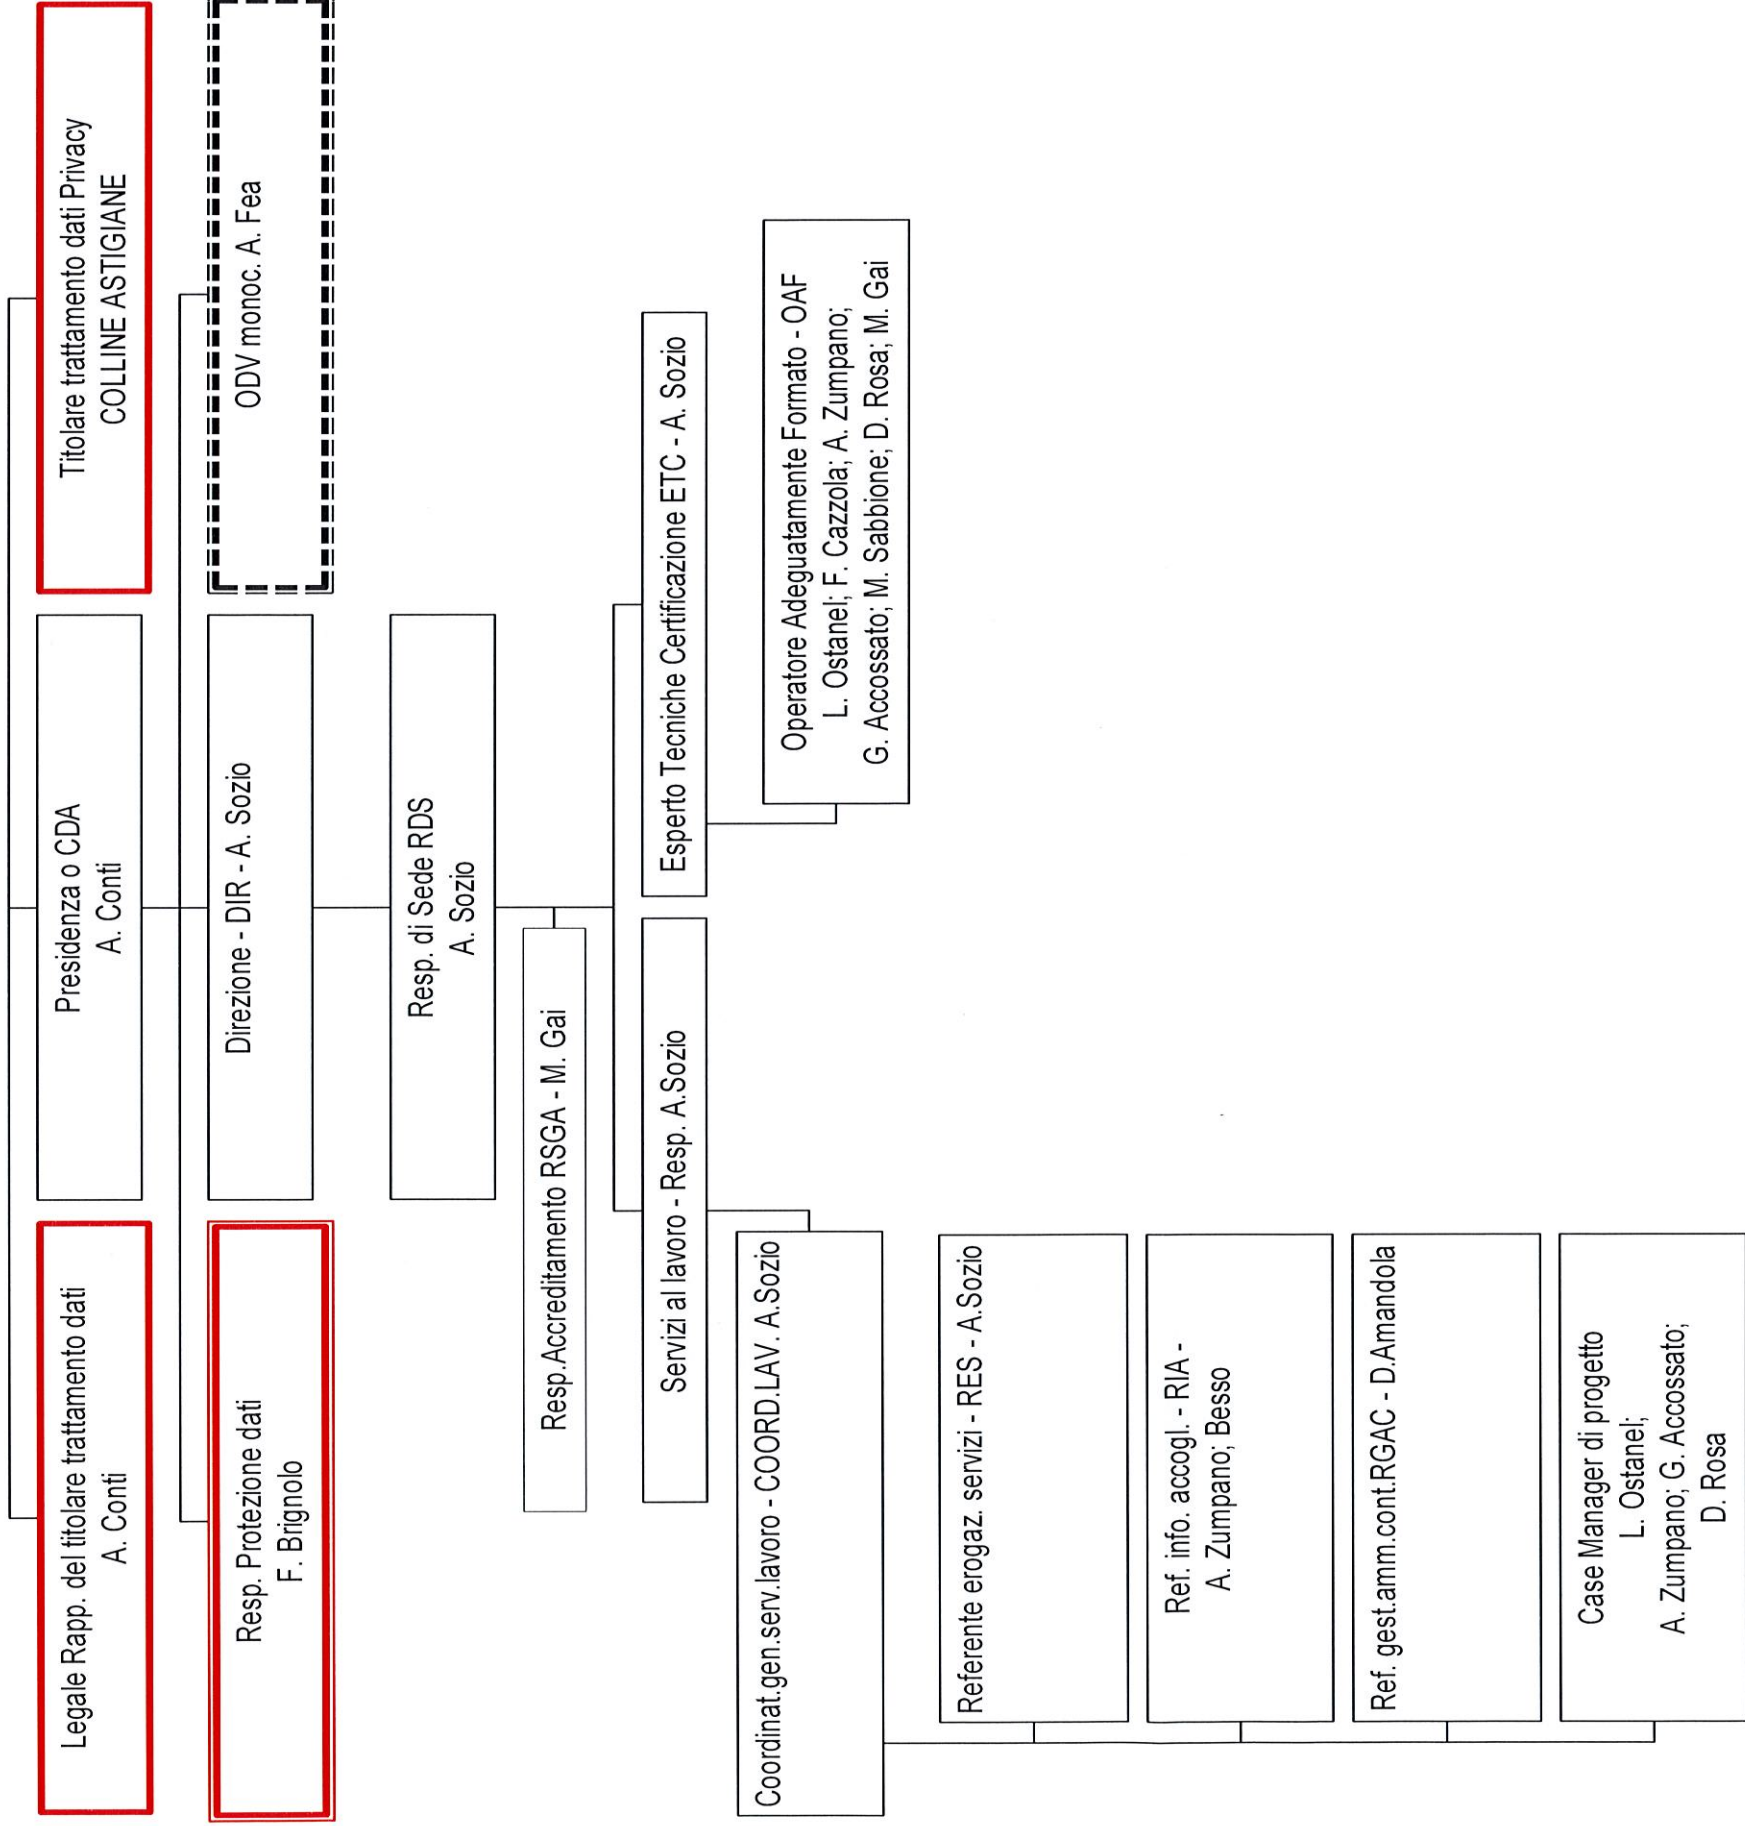 Legale Rapp. del titolare trattamento dati
A. Conti
Presidenza o CDA
A. Conti
Titolare trattamento dati Privacy
COLLINE ASTIGIANE
Resp. Protezione dati
F. Brignolo
Direzione - DIR - A. Sozio
ODV monoc. A. Fea
Resp. di Sede RDS
A. Sozio
Resp.Accreditamento RSGA - M. Gai
Servizi al lavoro - Resp. A.Sozio
Esperto Tecniche Certificazione ETC - A. Sozio
Coordinat.gen.serv.lavoro - COORD.LAV. A.Sozio
Operatore Adeguatamente Formato - OAF
L. Ostanel; F. Cazzola; A. Zumpano;
G. Accossato; M. Sabbione; D. Rosa; M. Gai
Referente erogaz. servizi - RES - A.Sozio
Ref. info. accogl. - RIA -
A. Zumpano; Besso
Ref. gest.amm.cont.RGAC - D.Amandola
Case Manager di progetto
L. Ostanel;
A. Zumpano; G. Accossato;
D. Rosa